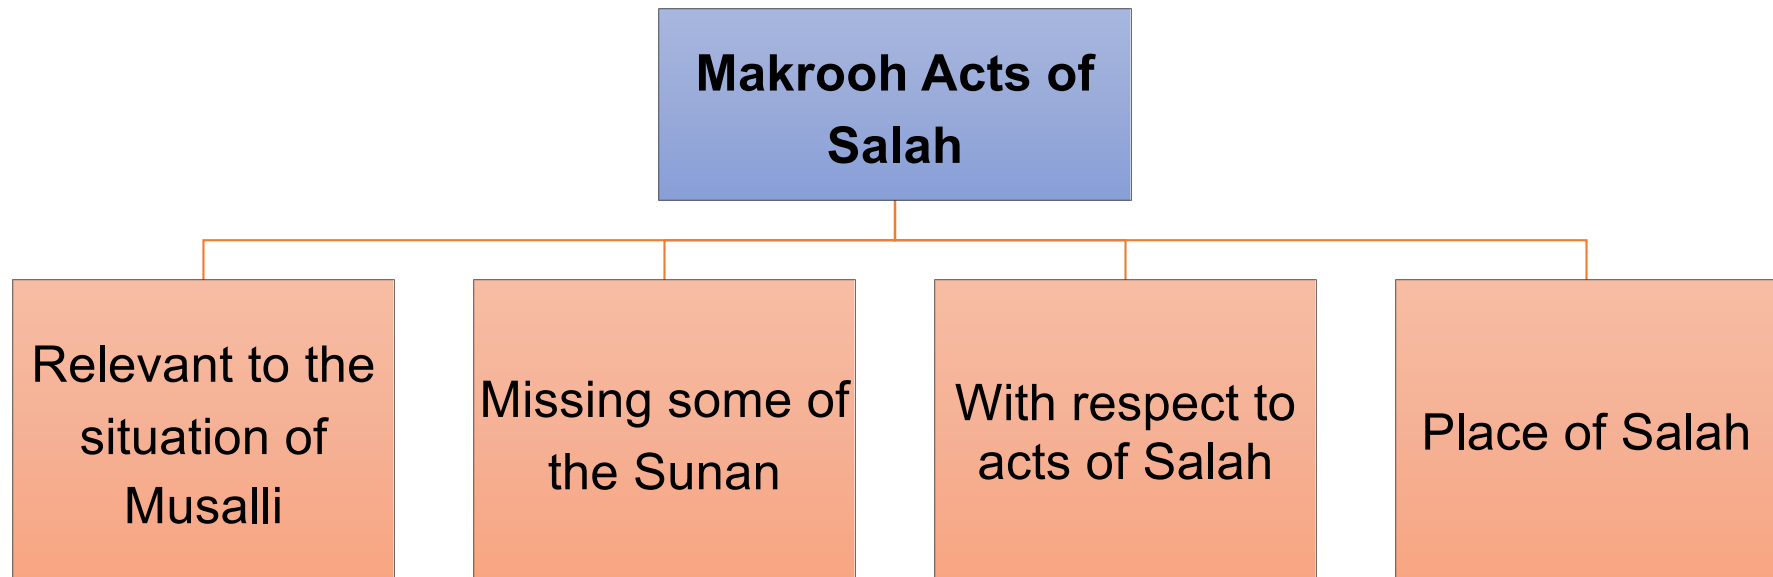 Makrooh Acts of
Salah
Relevant to the
situation of
Musalli
Missing some of
the Sunan
With respect to
acts of Salah
Place of Salah